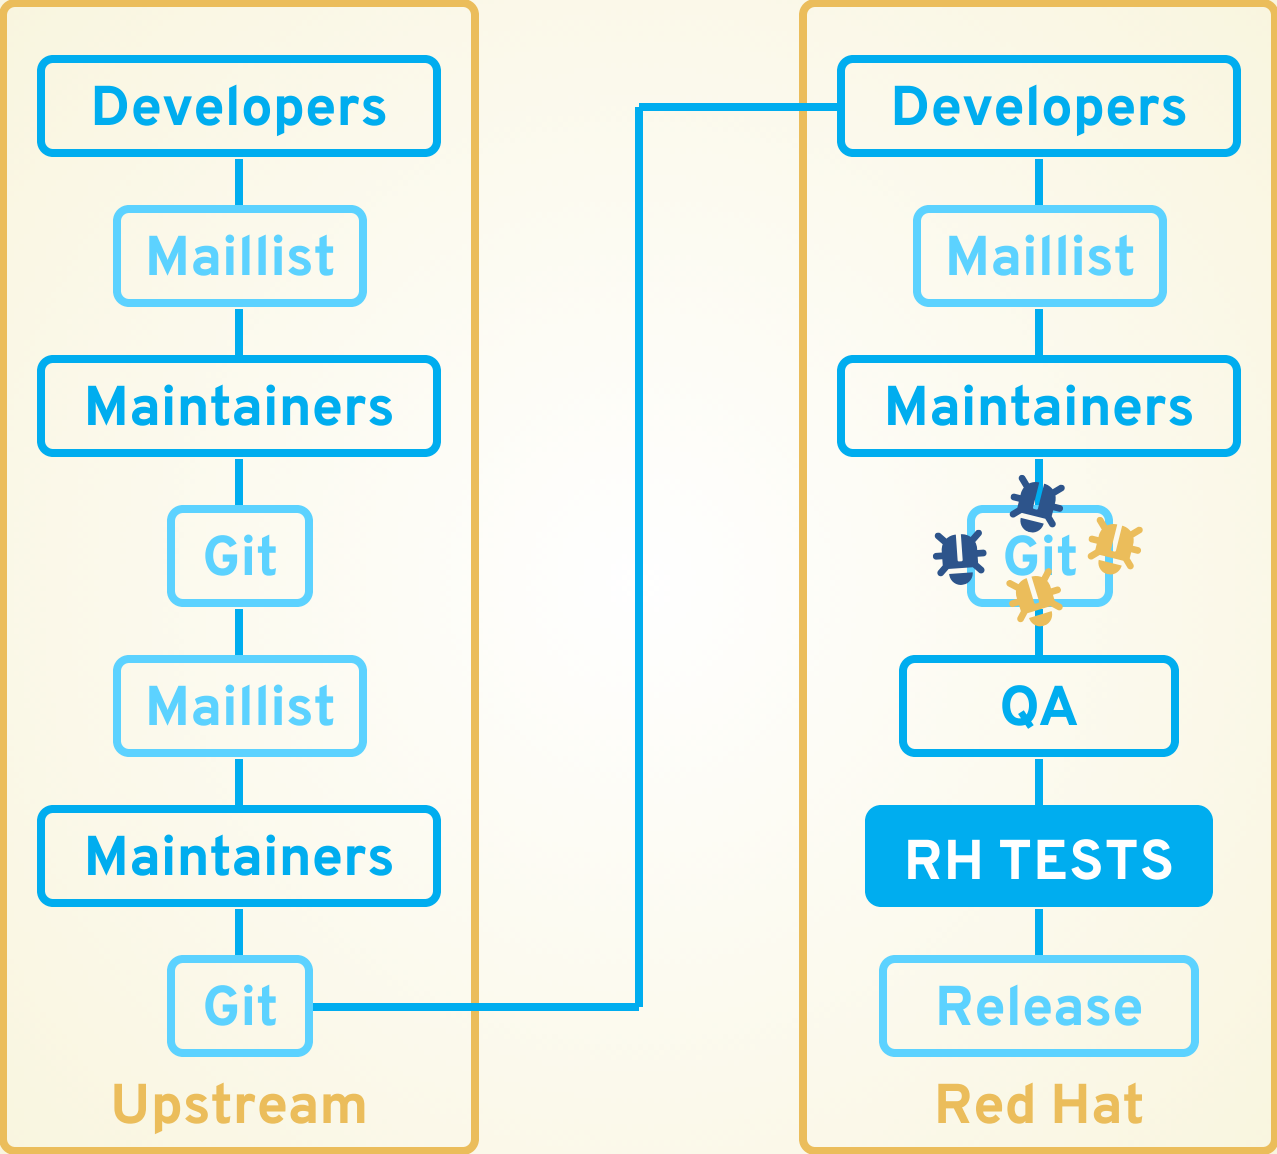 Developers
Maillist
Maintainers
Git
Maillist
Maintainers
Git
Upstream
Developers
Maillist
Maintainers
Git
QA
RH TESTS
Release
Red Hat